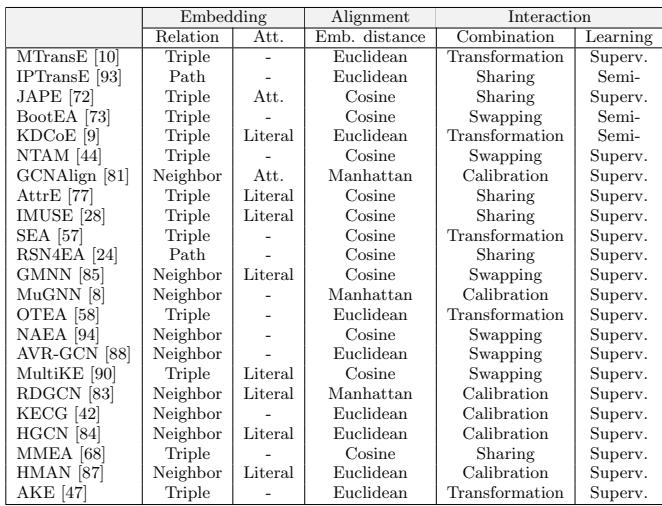 Embedding Alignment Interaction
Relation Att. Emb. distance Combination Learning
MTransE [10] Triple - Euclidean Transformation Superv.
IPTransE [93] Path - Euclidean Sharing Semi-
JAPE [72] Triple Att. Cosine Sharing Superv.
BootEA [73] Triple - Cosine Swapping Semi-
KDCoE [9] Triple Literal Euclidean Transformation Semi-
NTAM [44] Triple - Cosine Swapping Superv.
GCNAlign [81] Neighbor Att. Manhattan Calibration Superv.
AttrE [77] Triple Literal Cosine Sharing Superv.
IMUSE [28] Triple Literal Cosine Sharing Superv.
SEA [57] Triple - Cosine Transformation Superv.
RSN4EA [24] Path - Cosine Sharing Superv.
GMNN [85] Neighbor Literal Cosine Swapping Superv.
MuGNN [8] Neighbor - Manhattan Calibration Superv.
OTEA [58] Triple - Euclidean Transformation Superv.
NAEA [94] Neighbor - Cosine Swapping Superv.
AVR-GCN [88] Neighbor - Euclidean Swapping Superv.
MultiKE [90] Triple Literal Cosine Swapping Superv.
RDGCN [83] Neighbor Literal Manhattan Calibration Superv.
KECG [42] Neighbor - Euclidean Calibration Superv.
HGCN [84] Neighbor Literal Euclidean Calibration Superv.
MMEA [68] Triple - Cosine Sharing Superv.
HMAN [87] Neighbor Literal Euclidean Calibration Superv.
AKE [47] Triple - Euclidean Transformation Superv.